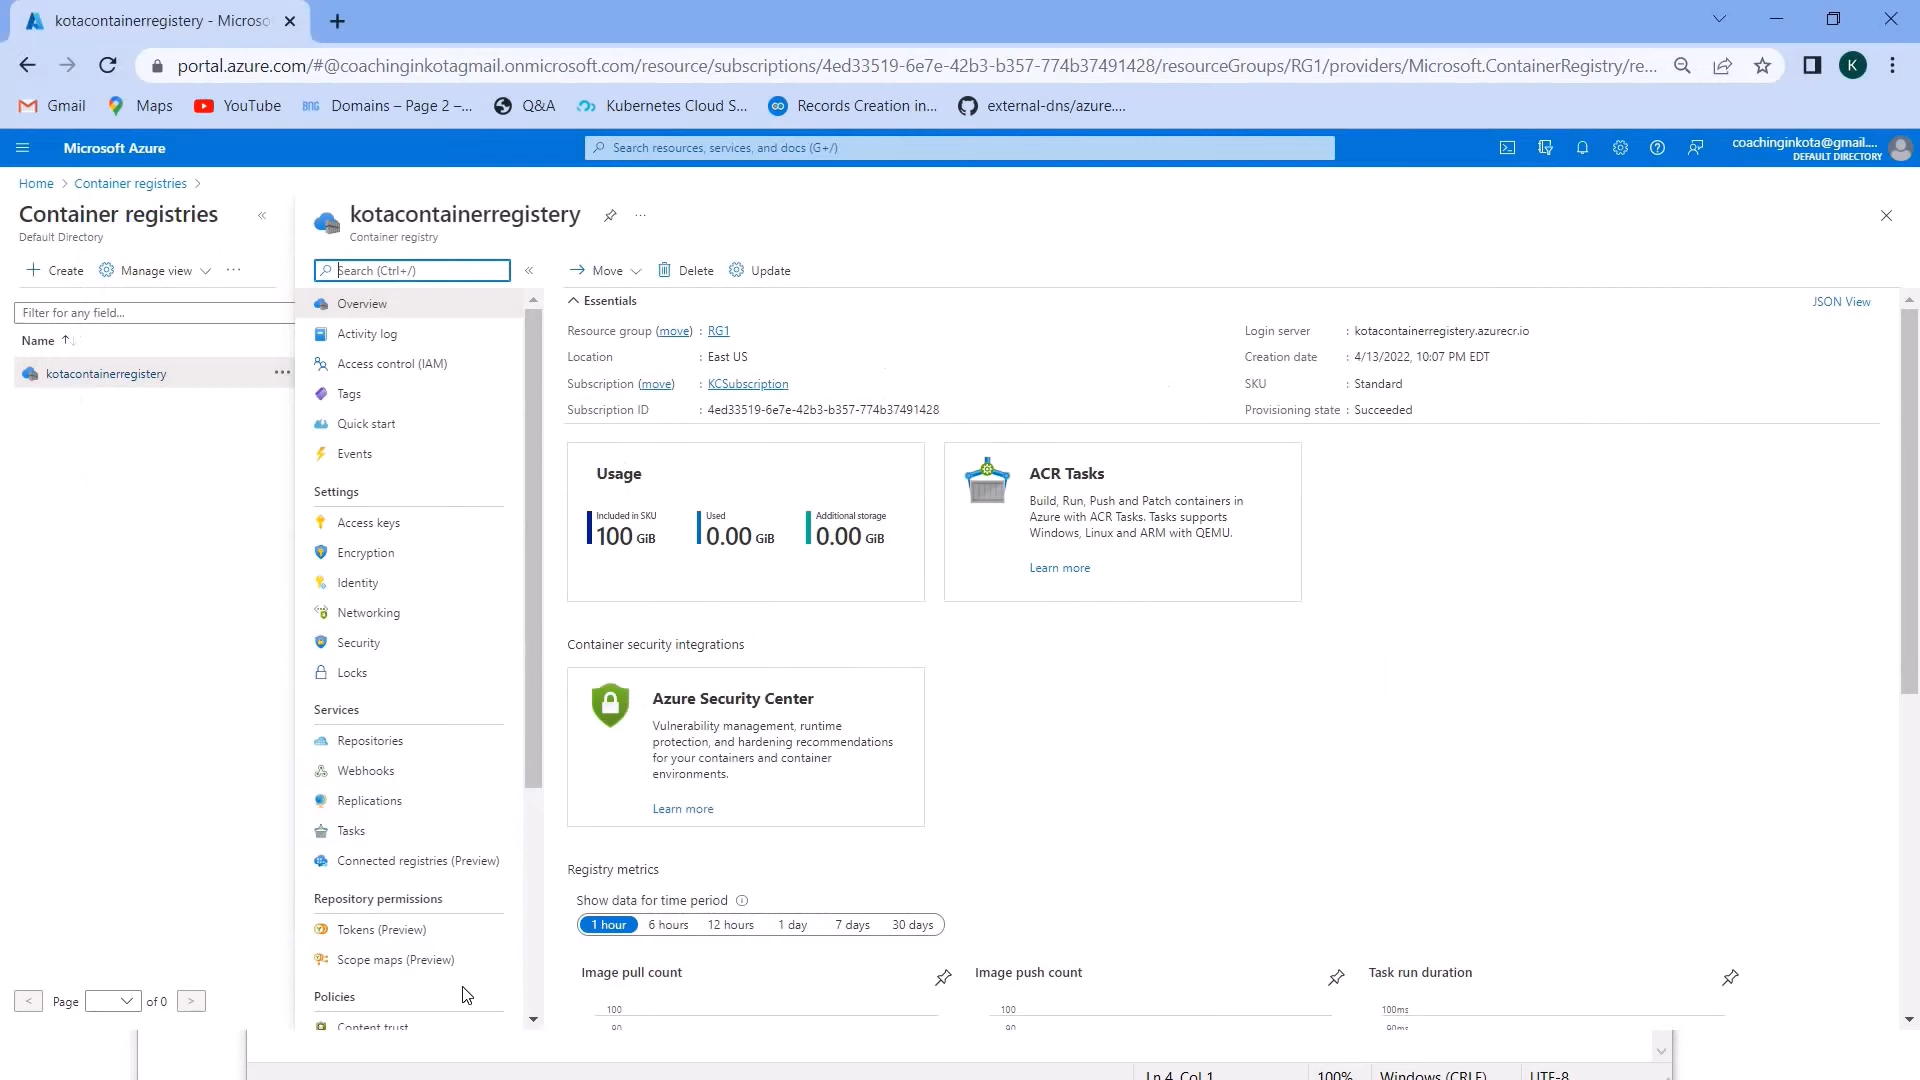 kotacontainerregistery - Microso
portal.azure.com/#@coachinginkotagmail.onmicrosoft.com/resource/subscriptions/4ed33519-6e7e-42b3-b357-774b37491428/resourceGroups/RG1/providers/Microsoft.ContainerRegistry/re...
K
Gmail
Maps
YouTube
BNG Domains – Page 2 –...
Q&A
Kubernetes Cloud S...
Records Creation in...
external-dns/azure....
Microsoft Azure
Search resources, services, and docs (G+/)
coachinginkota@gmail....
DEFAULT DIRECTORY
Home > Container registries >
Container registries
Default Directory
Create
Manage view
Filter for any field...
Name
kotacontainerregistery
< Page of 0 >
kotacontainerregistery
Container registry
Search (Ctrl+/)
Overview
Activity log
Access control (IAM)
Tags
Quick start
Events
Settings
Access keys
Encryption
Identity
Networking
Security
Locks
Services
Repositories
Webhooks
Replications
Tasks
Connected registries (Preview)
Repository permissions
Tokens (Preview)
Scope maps (Preview)
Policies
Content trust
Move
Delete
Update
Essentials
JSON View
Resource group (move) : RG1
Location : East US
Subscription (move) : KCSubscription
Subscription ID : 4ed33519-6e7e-42b3-b357-774b37491428
Login server : kotacontainerregistery.azurecr.io
Creation date : 4/13/2022, 10:07 PM EDT
SKU : Standard
Provisioning state : Succeeded
Usage
Included in SKU
100 GiB
Used
0.00 GiB
Additional storage
0.00 GiB
ACR Tasks
Build, Run, Push and Patch containers in
Azure with ACR Tasks. Tasks supports
Windows, Linux and ARM with QEMU.
Learn more
Container security integrations
Azure Security Center
Vulnerability management, runtime
protection, and hardening recommendations
for your containers and container
environments.
Learn more
Registry metrics
Show data for time period
1 hour
6 hours
12 hours
1 day
7 days
30 days
Image pull count
100
90
Image push count
100
90
Task run duration
100ms
90ms
Ln 4, Col 1
100%
Windows (CRLF)
UTF-8